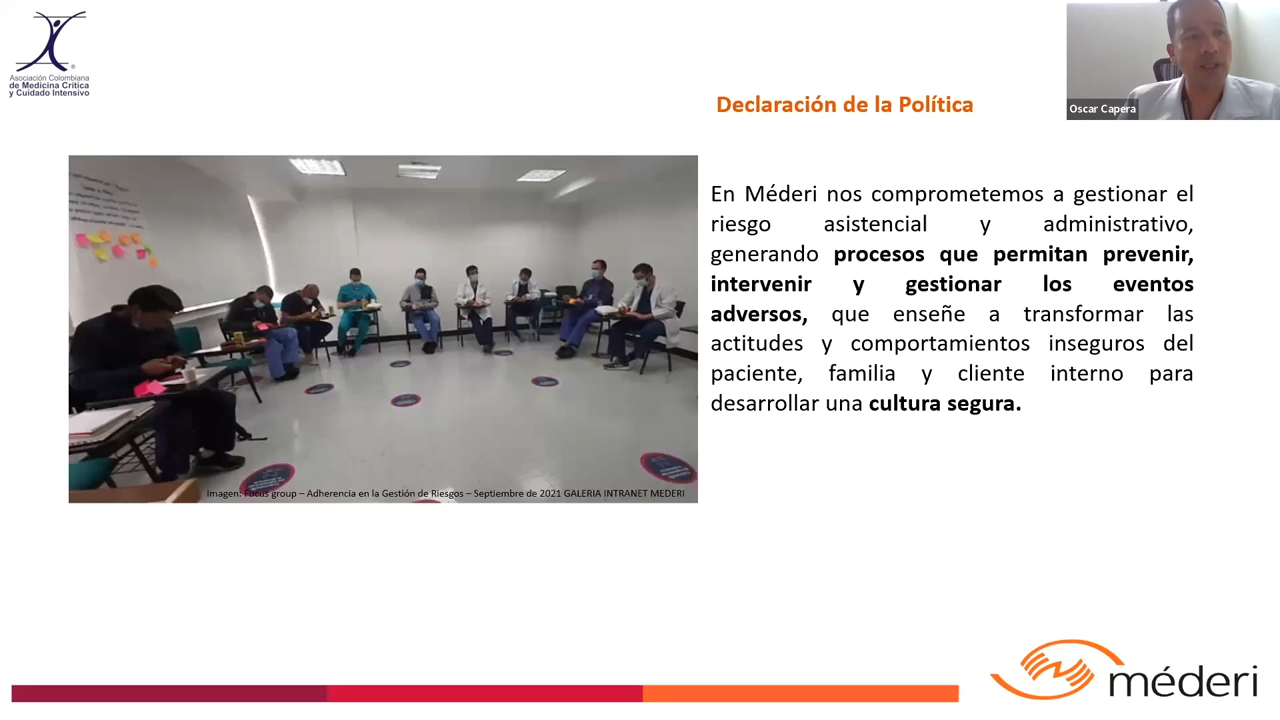 Asociación Colombiana
de Medicina Crítica
y Cuidado Intensivo
Oscar Capera
Declaración de la Política
En Méderi nos comprometemos a gestionar el
riesgo asistencial y administrativo,
generando procesos que permitan prevenir,
intervenir y gestionar los eventos
adversos, que enseñe a transformar las
actitudes y comportamientos inseguros del
paciente, familia y cliente interno para
desarrollar una cultura segura.
Imagen: Focus group – Adherencia en la Gestión de Riesgos – Septiembre de 2021 GALERIA INTRANET MEDERI
méderi